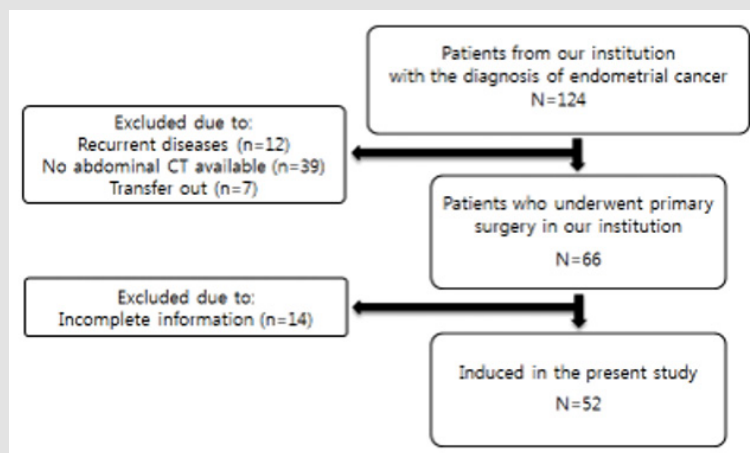 Patients from our institution
with the diagnosis of endometrial cancer
N=124
Excluded due to:
Recurrent diseases (n=12)
No abdominal CT available (n=39)
Transfer out (n=7)
Patients who underwent primary
surgery in our institution
N=66
Excluded due to:
Incomplete information (n=14)
Induced in the present study
N=52